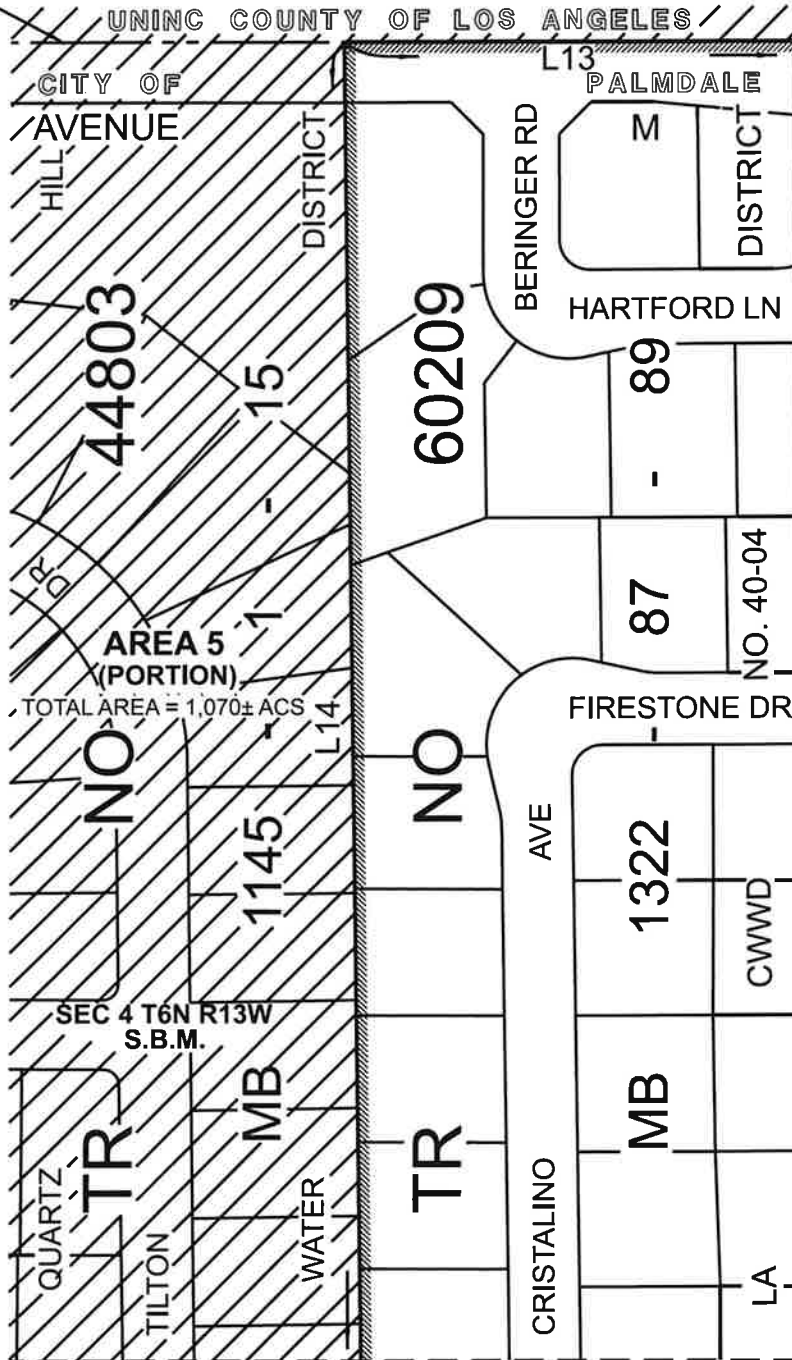 UNINC COUNTY OF LOS ANGELES
L13
CITY OF
PALMDALE
AVENUE
M
HILL
DISTRICT
BERINGER RD
DISTRICT
HARTFORD LN
TR NO 44803
MB 1145 - 1 - 15
TR NO 60209
MB 1322 - 87 - 89
DR
AREA 5
(PORTION)
TOTAL AREA = 1,070± ACS
L14
NO. 40-04
FIRESTONE DR
CRISTALINO AVE
CWWD
SEC 4 T6N R13W
S.B.M.
QUARTZ
TILTON
WATER
LA